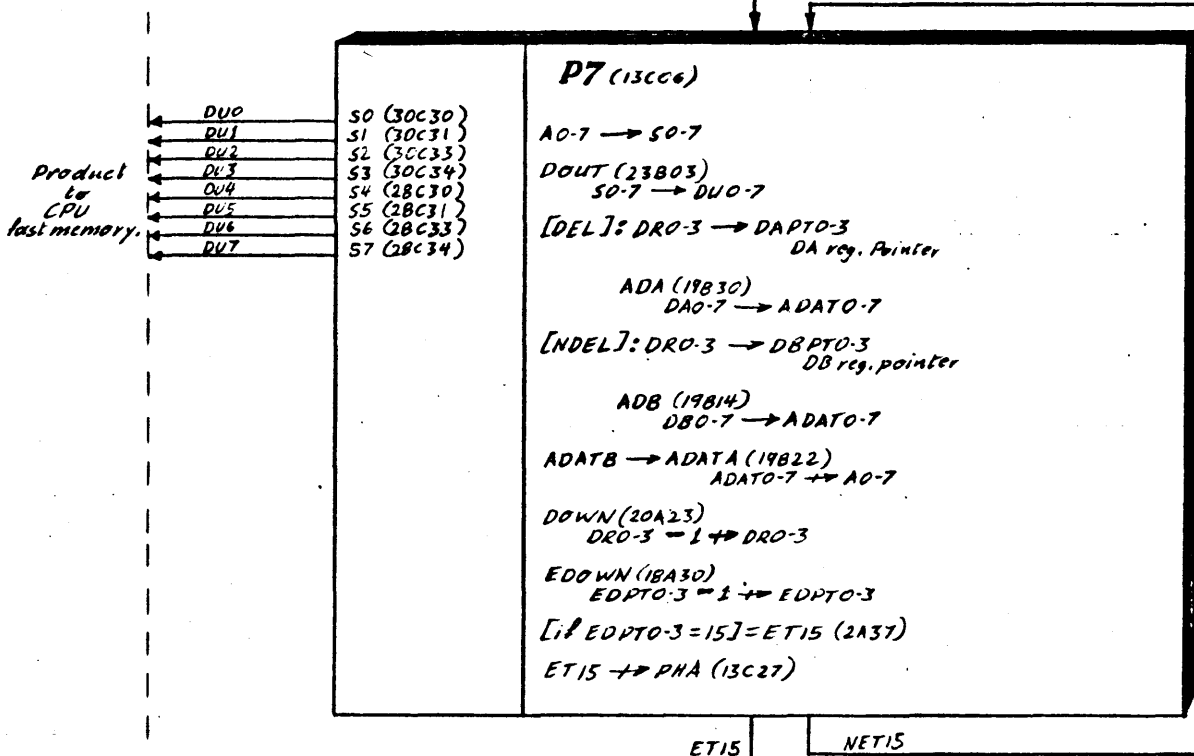 P7 (13C06)
DU0 S0 (30C30)
DU1 S1 (30C31)
DU2 S2 (30C33)
DU3 S3 (30C34)
DU4 S4 (28C30)
DU5 S5 (28C31)
DU6 S6 (28C33)
DU7 S7 (28C34)
Product
to
CPU
fast memory.
A0-7 → S0-7
DOUT (23B03)
S0-7 → DU0-7
[DEL]: DR0-3 → DAPT0-3
DA reg. Pointer
ADA (19B30)
DA0-7 → ADAT0-7
[NDEL]: DR0-3 → DBPT0-3
DB reg. pointer
ADB (19B14)
DB0-7 → ADAT0-7
ADATB → ADATA (19B22)
ADAT0-7 ↛ A0-7
DOWN (20A23)
DR0-3 - 1 ↛ DR0-3
EDOWN (18A30)
EDPT0-3 - 1 ↛ EDPT0-3
[if EDPT0-3 = 15] = ET15 (2A37)
ET15 ↛ PHA (13C27)
ET15 NET15